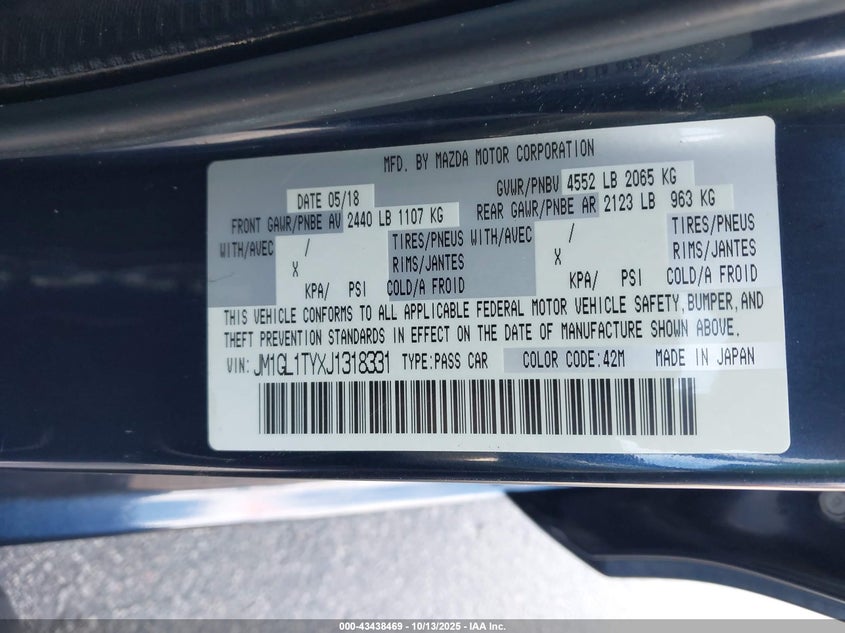 MFD. BY MAZDA MOTOR CORPORATION
DATE 05/18 GVWR/PNBV 4552 LB 2065 KG
FRONT GAWR/PNBE AV 2440 LB 1107 KG REAR GAWR/PNBE AR 2123 LB 963 KG
WITH/AVEC / TIRES/PNEUS WITH/AVEC / TIRES/PNEUS
X RIMS/JANTES X RIMS/JANTES
KPA/ PSI COLD/A FROID KPA/ PSI COLD/A FROID
THIS VEHICLE CONFORMS TO ALL APPLICABLE FEDERAL MOTOR VEHICLE SAFETY, BUMPER, AND
THEFT PREVENTION STANDARDS IN EFFECT ON THE DATE OF MANUFACTURE SHOWN ABOVE.
VIN: JM1GL1TYXJ1318331 TYPE:PASS CAR COLOR CODE:42M MADE IN JAPAN
000-43438469 - 10/13/2025 - IAA Inc.